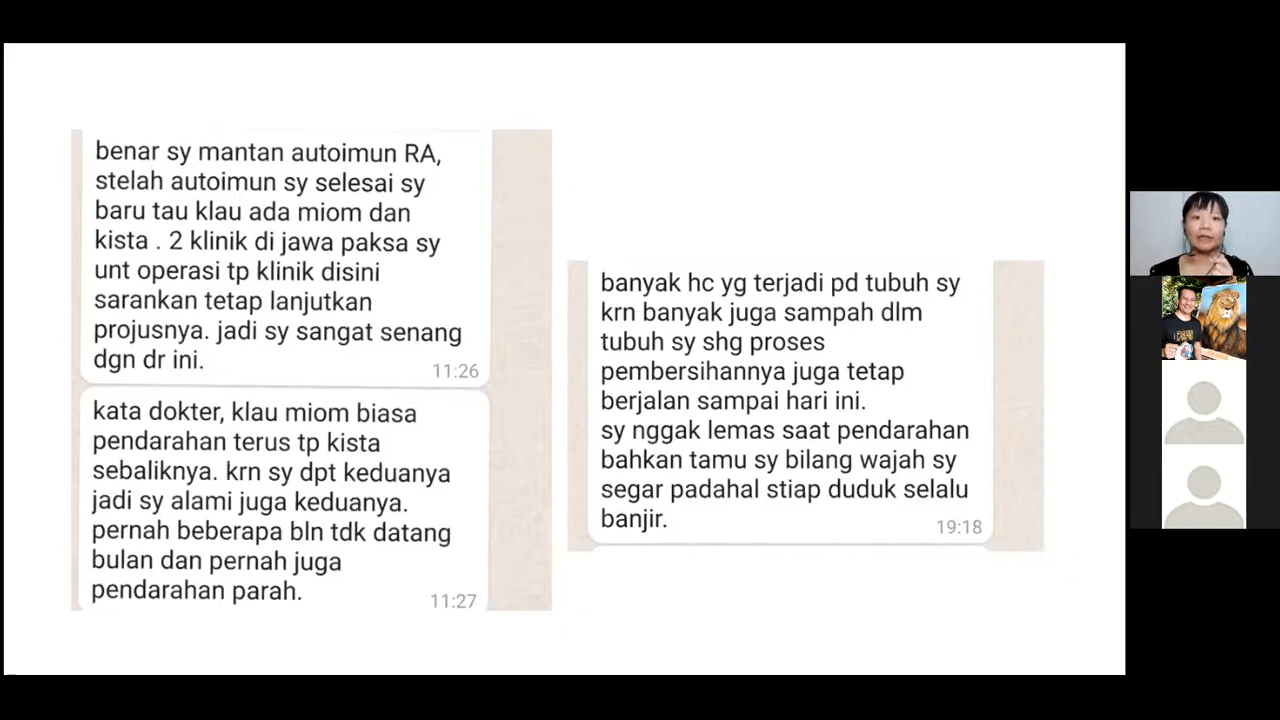 benar sy mantan autoimun RA,
stelah autoimun sy selesai sy
baru tau klau ada miom dan
kista . 2 klinik di jawa paksa sy
unt operasi tp klinik disini
sarankan tetap lanjutkan
projusnya. jadi sy sangat senang
dgn dr ini.
11:26
kata dokter, klau miom biasa
pendarahan terus tp kista
sebaliknya. krn sy dpt keduanya
jadi sy alami juga keduanya.
pernah beberapa bln tdk datang
bulan dan pernah juga
pendarahan parah.
11:27
banyak hc yg terjadi pd tubuh sy
krn banyak juga sampah dlm
tubuh sy shg proses
pembersihannya juga tetap
berjalan sampai hari ini.
sy nggak lemas saat pendarahan
bahkan tamu sy bilang wajah sy
segar padahal stiap duduk selalu
banjir.
19:18